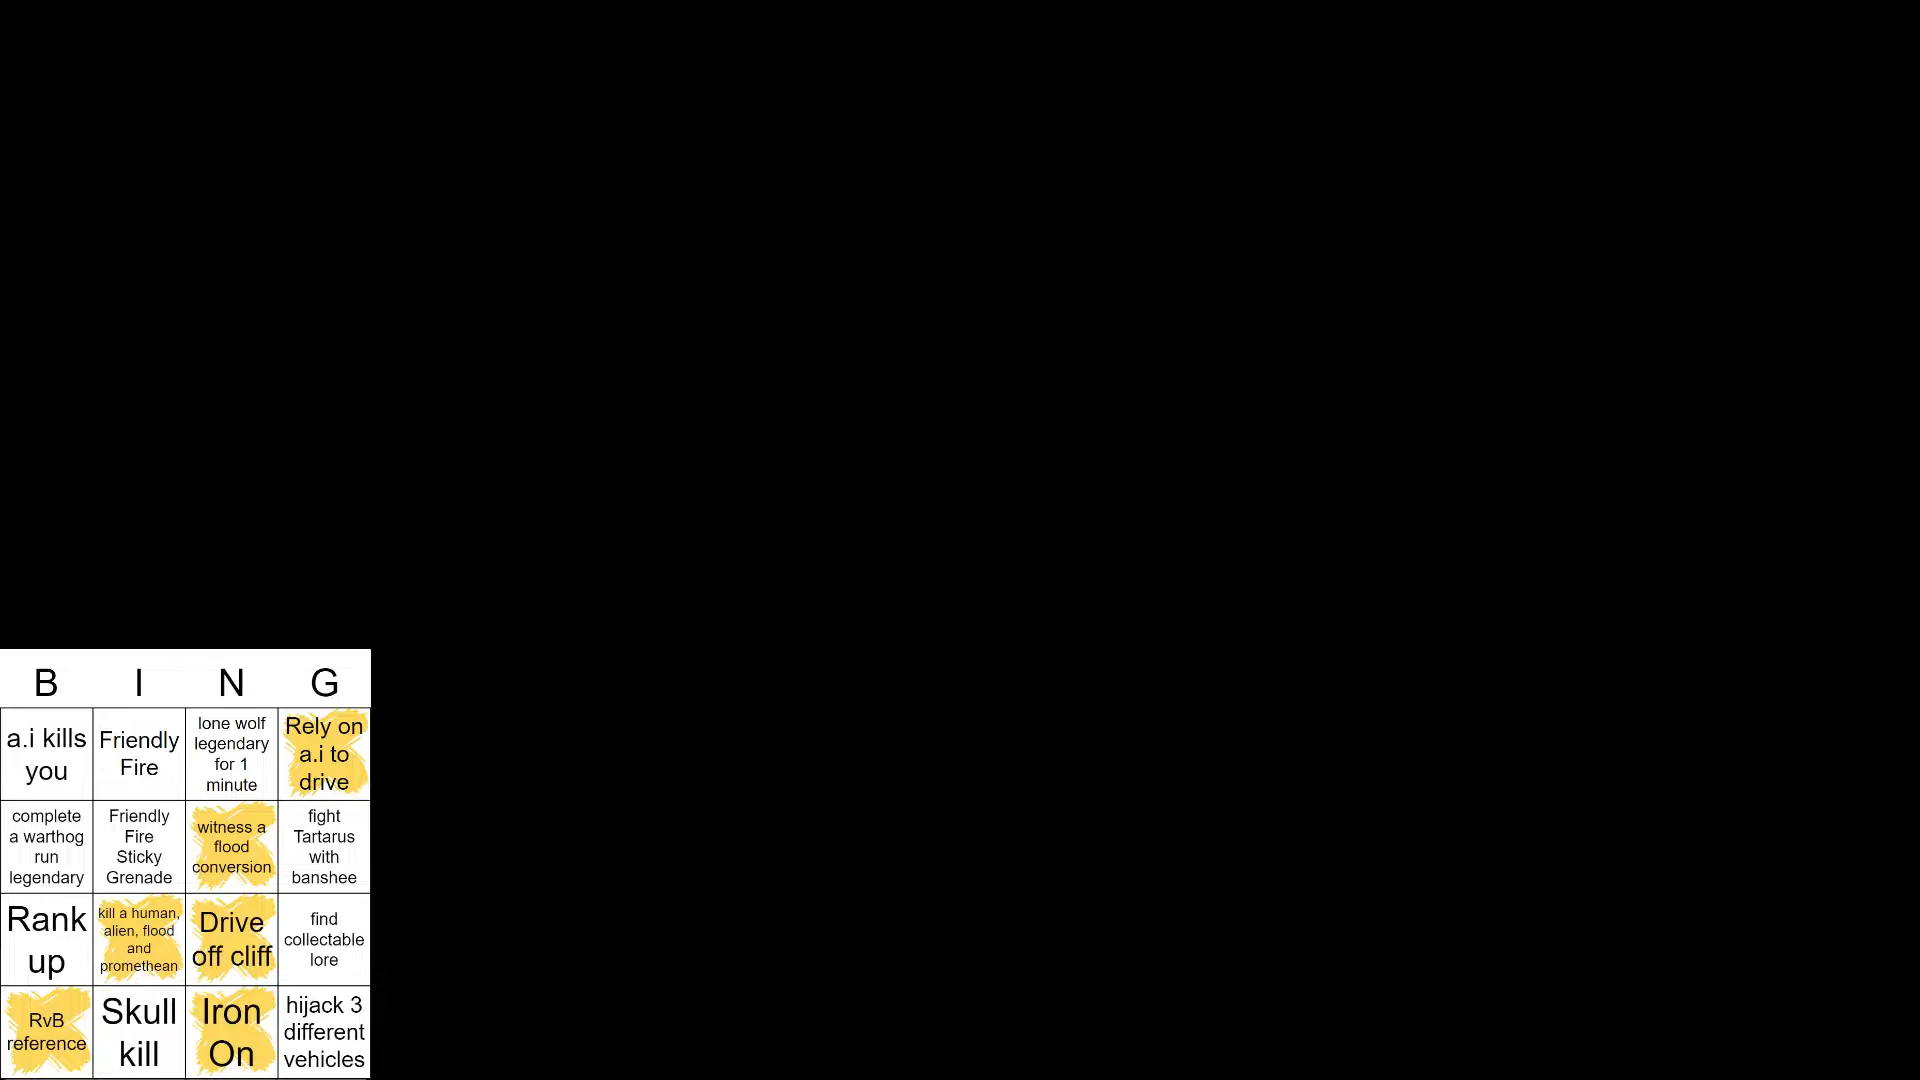 B I N G
a.i kills
you
Friendly
Fire
lone wolf
legendary
for 1
minute
Rely on
a.i to
drive
complete
a warthog
run
legendary
Friendly
Fire
Sticky
Grenade
witness a
flood
conversion
fight
Tartarus
with
banshee
Rank
up
kill a human,
alien, flood
and
promethean
Drive
off cliff
find
collectable
lore
RvB
reference
Skull
kill
Iron
On
hijack 3
different
vehicles